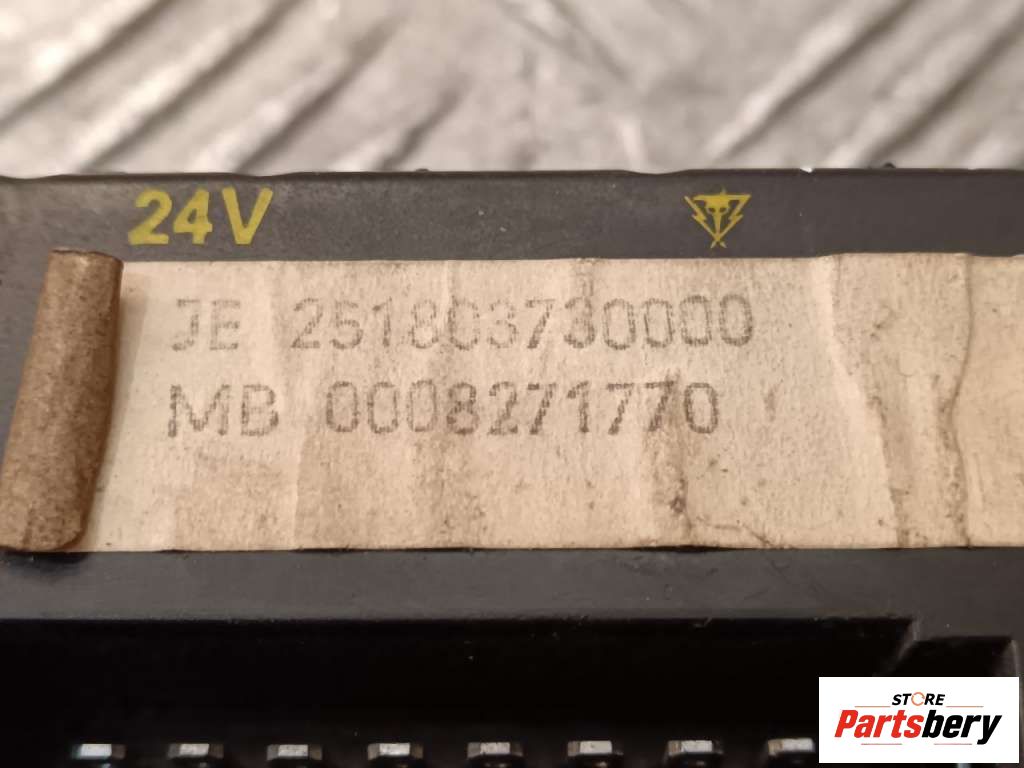 24V
JE 251803730000
MB 0008271770
STORE
Partsbery